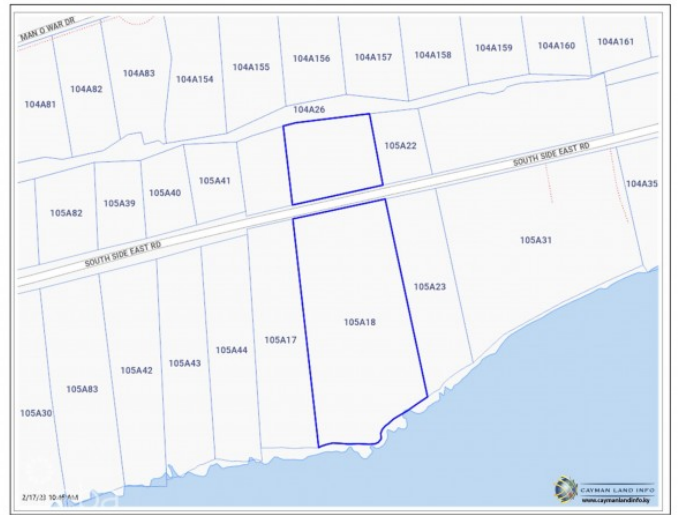 MAN O WAR DR
104A81
104A82
104A83
104A154
104A155
104A156
104A157
104A158
104A159
104A160
104A161
104A26
105A22
SOUTH SIDE EAST RD
104A35
105A82
105A39
105A40
105A41
SOUTH SIDE EAST RD
105A31
105A23
105A18
105A17
105A44
105A43
105A42
105A83
105A30
2/17/23
CAYMAN LAND INFO
www.caymanlandinfo.ky